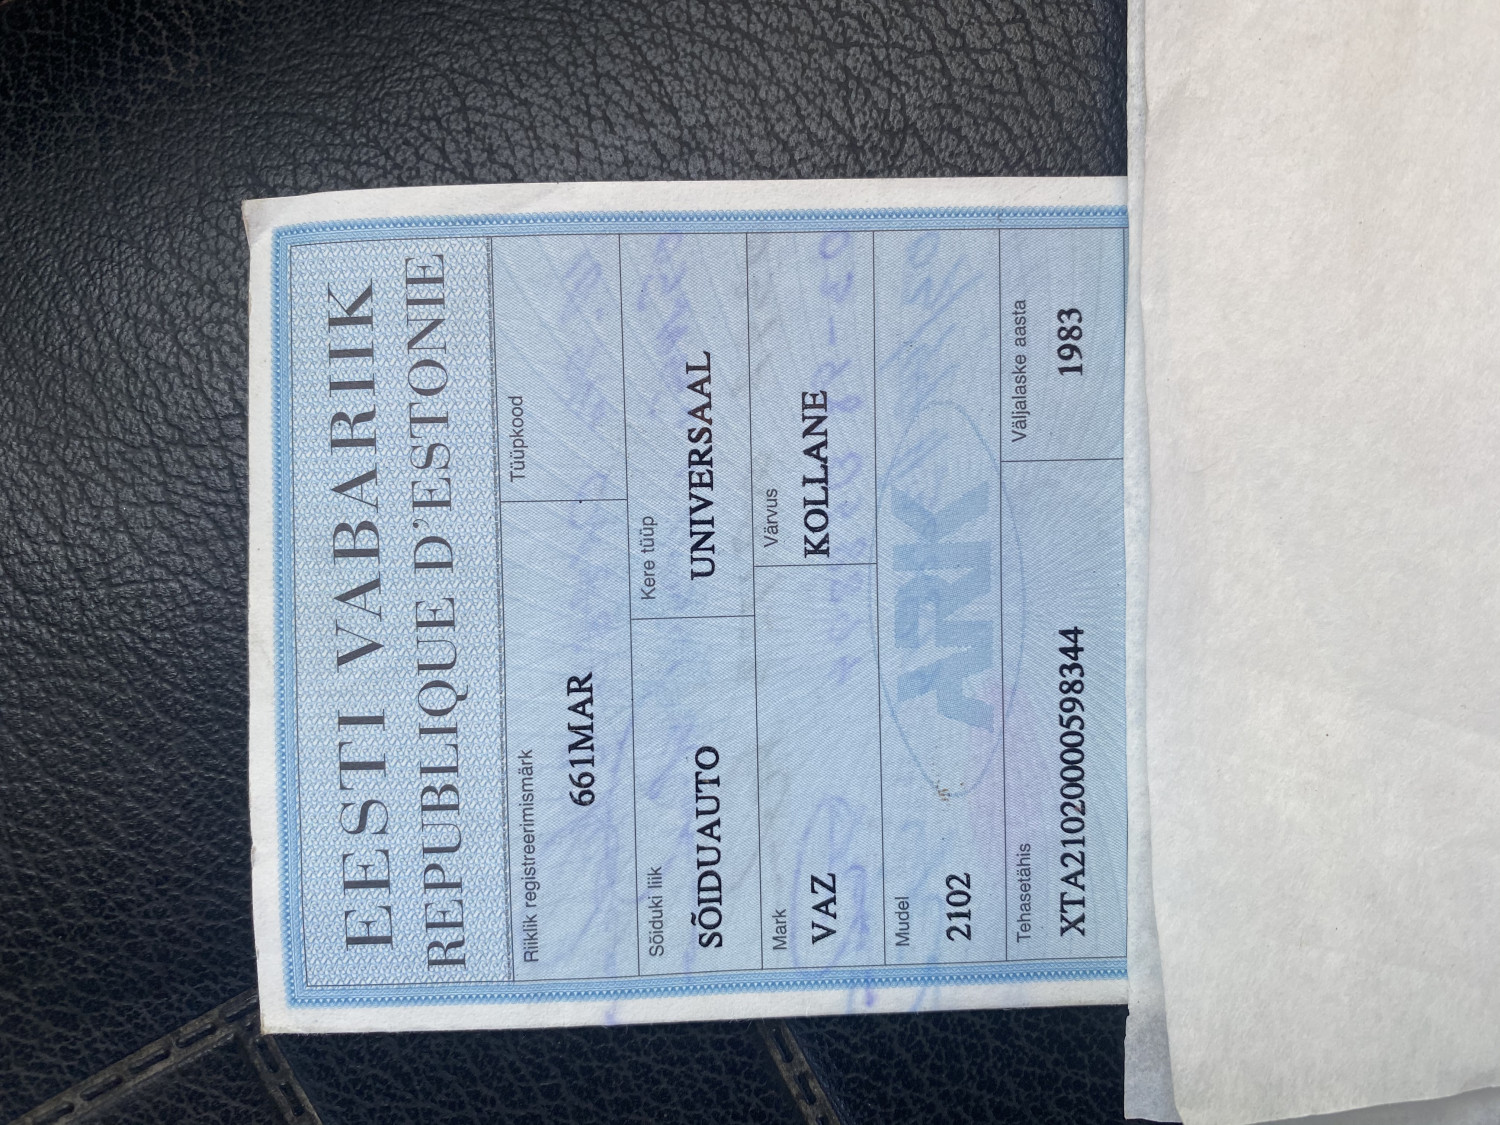 EESTI VABARIIK
REPUBLIQUE D'ESTONIE
Riiklik registreerimismärk
Tüüpkood
661MAR
Sõiduki liik
Kere tüüp
SÕIDUAUTO
UNIVERSAAL
Mark
Värvus
VAZ
KOLLANE
Mudel
2102
ARK
Tehasetähis
Väljalaske aasta
XTA210200D0598344
1983